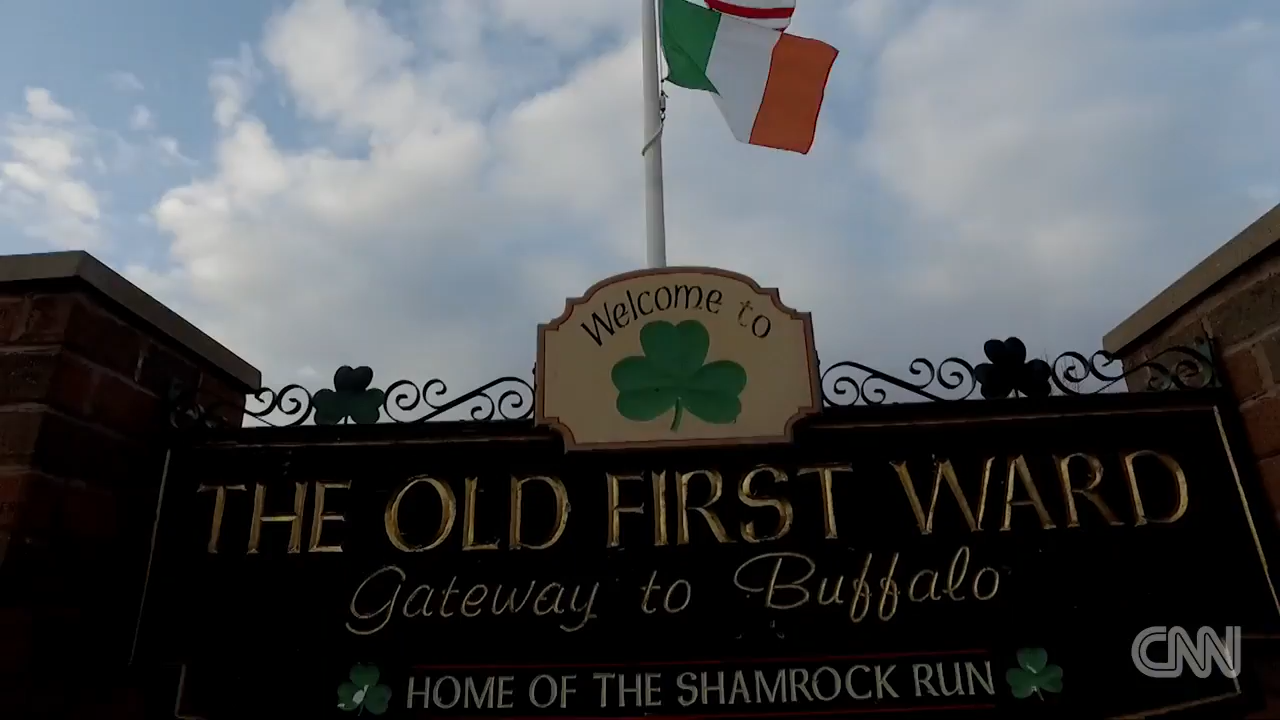 Welcome to
THE OLD FIRST WARD
Gateway to Buffalo
HOME OF THE SHAMROCK RUN
CNN